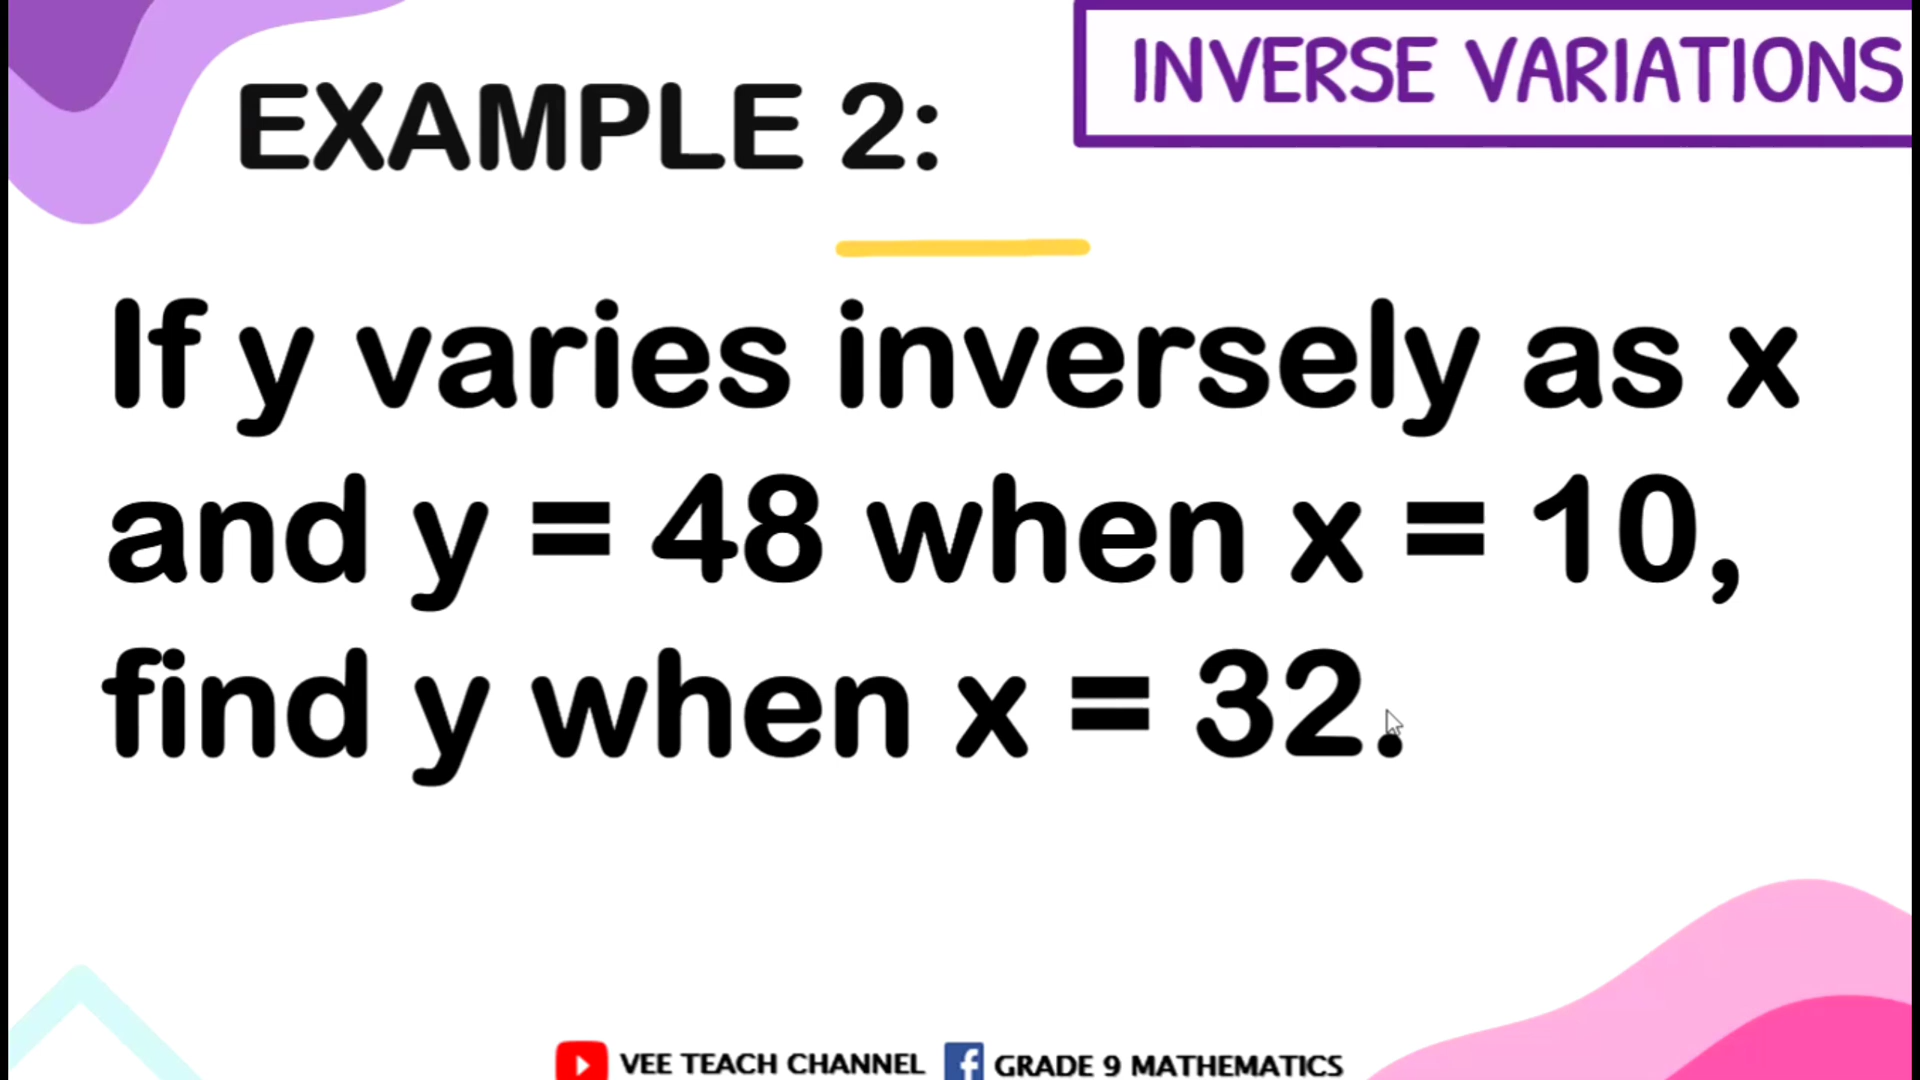 INVERSE VARIATIONS
EXAMPLE 2:
If y varies inversely as x
and y = 48 when x = 10,
find y when x = 32.
VEE TEACH CHANNEL GRADE 9 MATHEMATICS